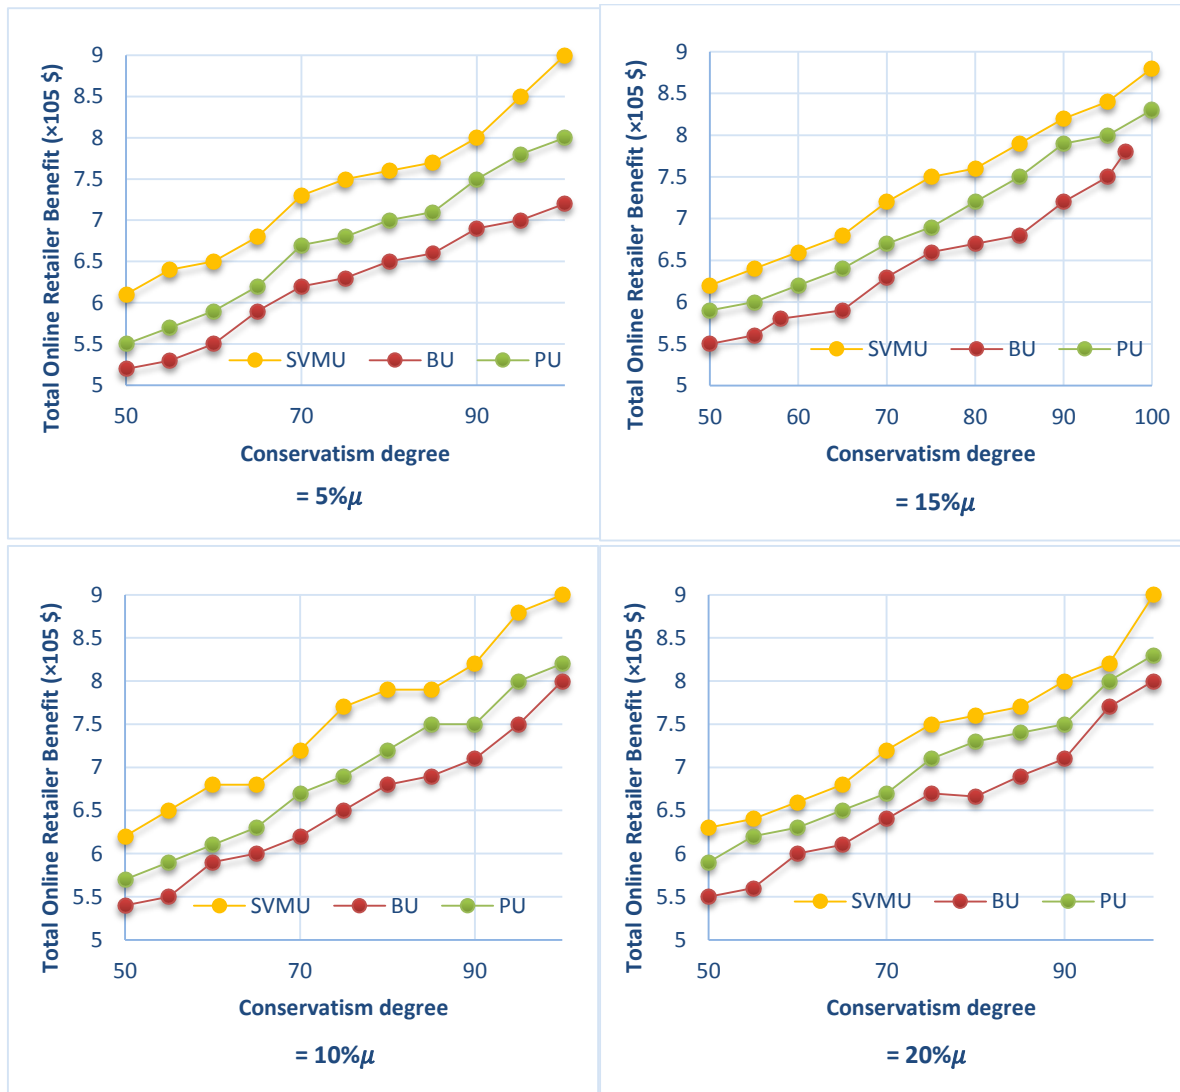 Total Online Retailer Benefit (×105 $)
9
8.5
8
7.5
7
6.5
6
5.5
5
SVMU BU PU
50 70 90
Conservatism degree
= 5%𝝁
Total Online Retailer Benefit (×105 $)
9
8.5
8
7.5
7
6.5
6
5.5
5
SVMU BU PU
50 60 70 80 90 100
Conservatism degree
= 15%𝝁
Total Online Retailer Benefit (×105 $)
9
8.5
8
7.5
7
6.5
6
5.5
5
SVMU BU PU
50 70 90
Conservatism degree
= 10%𝝁
Total Online Retailer Benefit (×105 $)
9
8.5
8
7.5
7
6.5
6
5.5
5
SVMU BU PU
50 70 90
Conservatism degree
= 20%𝝁